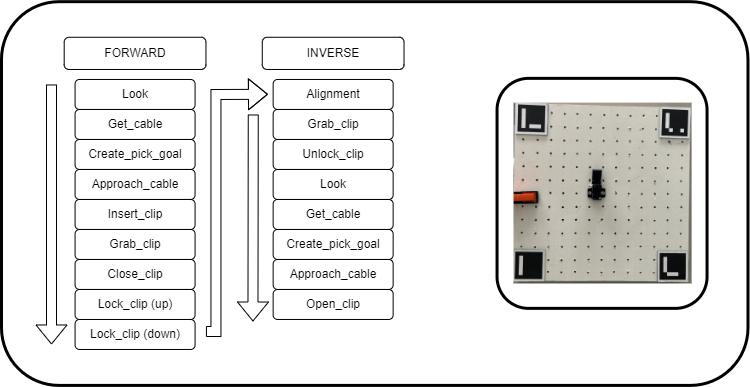 FORWARD
Look
Get_cable
Create_pick_goal
Approach_cable
Insert_clip
Grab_clip
Close_clip
Lock_clip (up)
Lock_clip (down)
INVERSE
Alignment
Grab_clip
Unlock_clip
Look
Get_cable
Create_pick_goal
Approach_cable
Open_clip